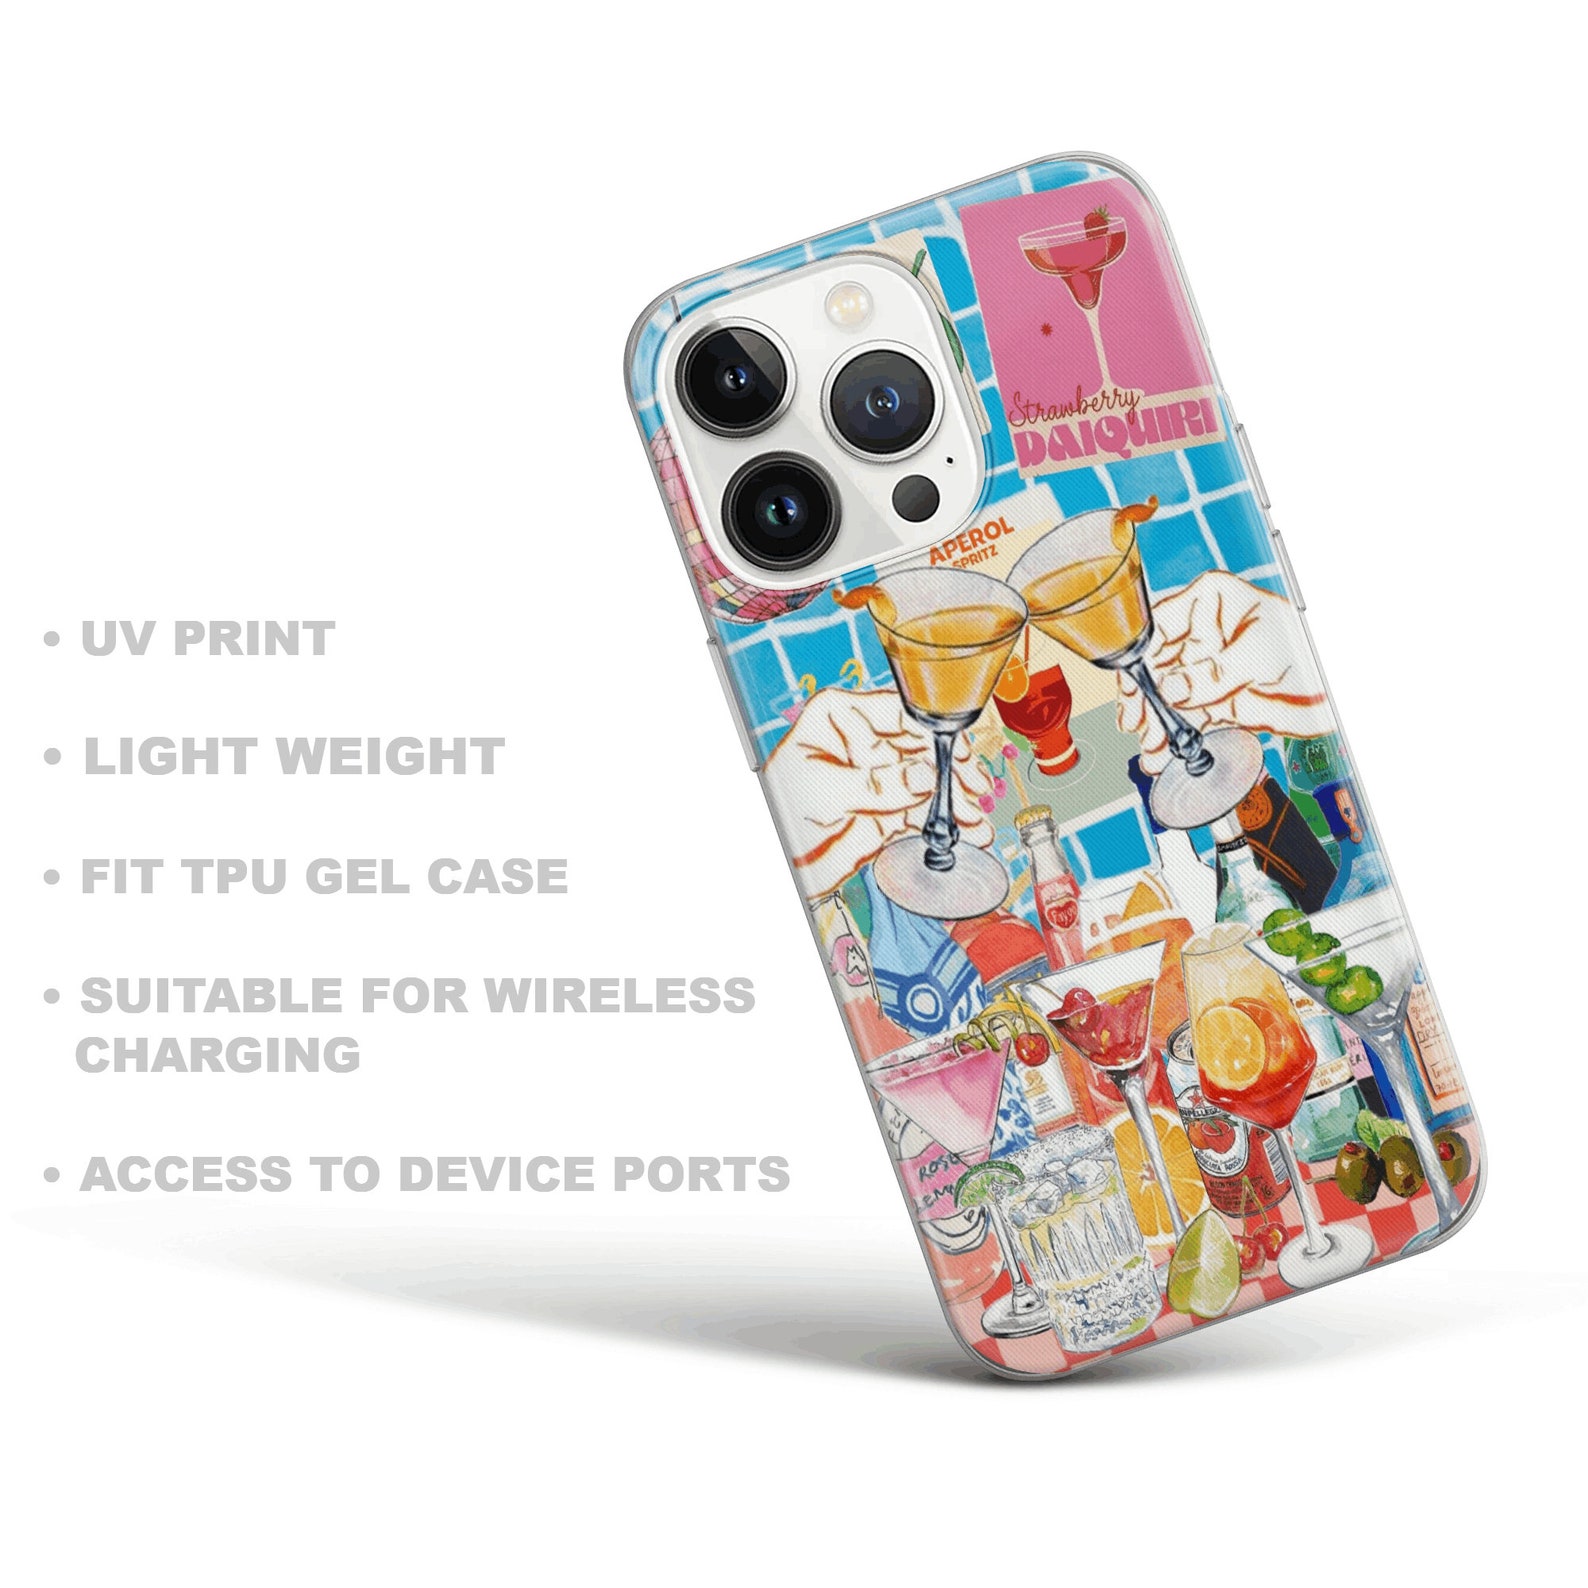 • UV PRINT
• LIGHT WEIGHT
• FIT TPU GEL CASE
• SUITABLE FOR WIRELESS
CHARGING
• ACCESS TO DEVICE PORTS
Strawberry
DAIQUIRI
APEROL
SPRITZ
ROSÉ